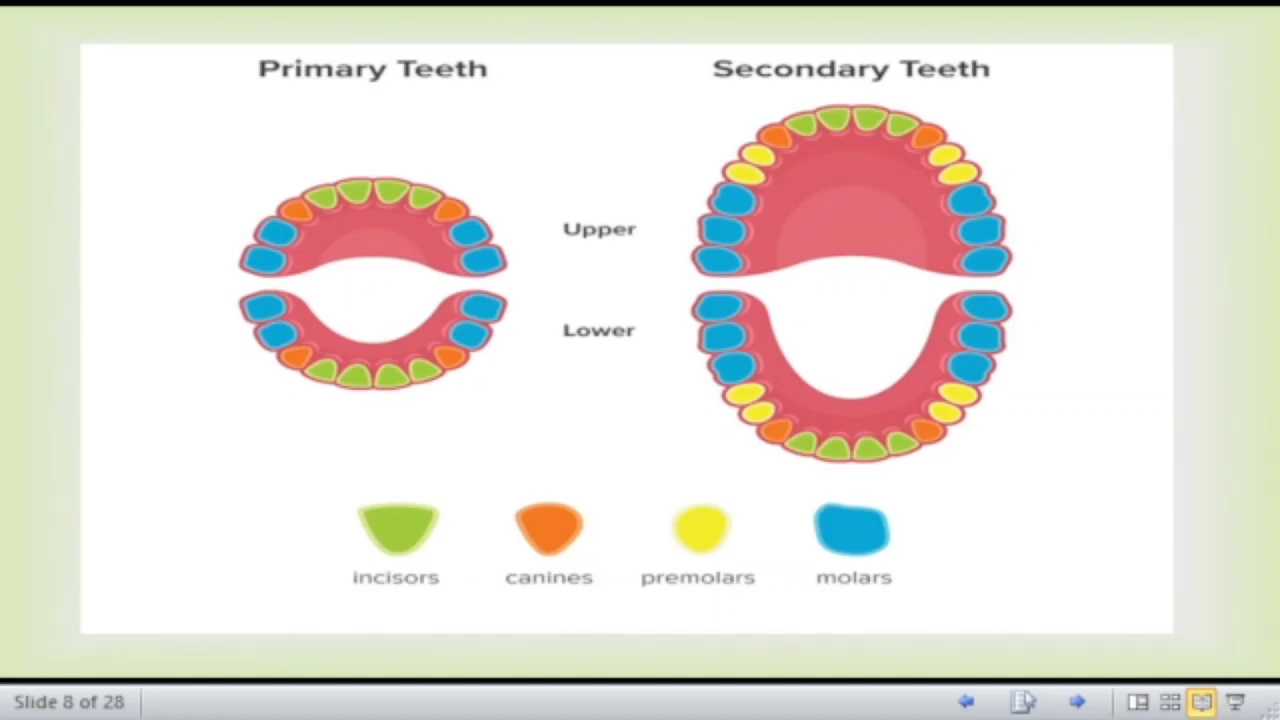 Primary Teeth
Secondary Teeth
Upper
Lower
incisors canines premolars molars
Slide 8 of 28